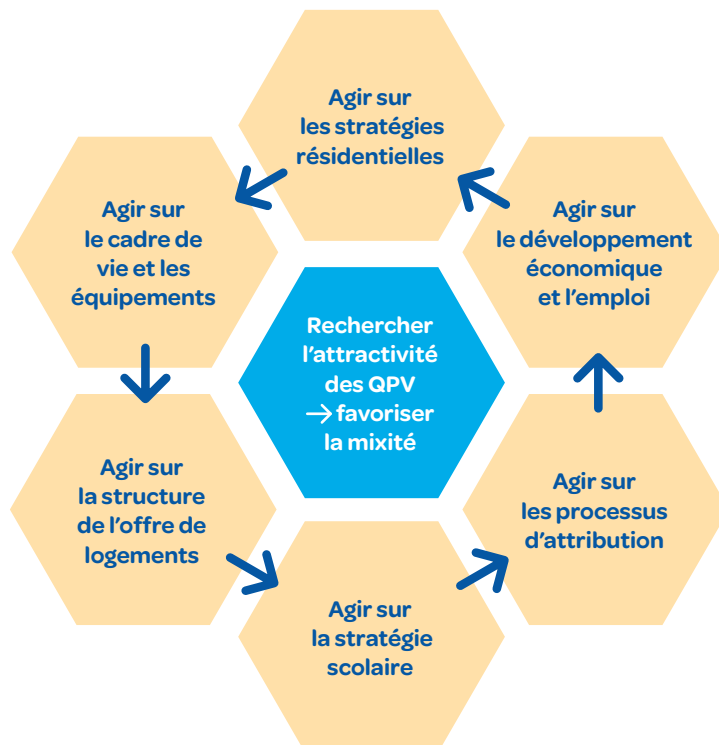 Agir sur
les stratégies
résidentielles
Agir sur
le cadre de
vie et les
équipements
Agir sur
le développement
économique
et l'emploi
Rechercher
l'attractivité
des QPV
→ favoriser
la mixité
Agir sur
la structure
de l'offre de
logements
Agir sur
les processus
d'attribution
Agir sur
la stratégie
scolaire